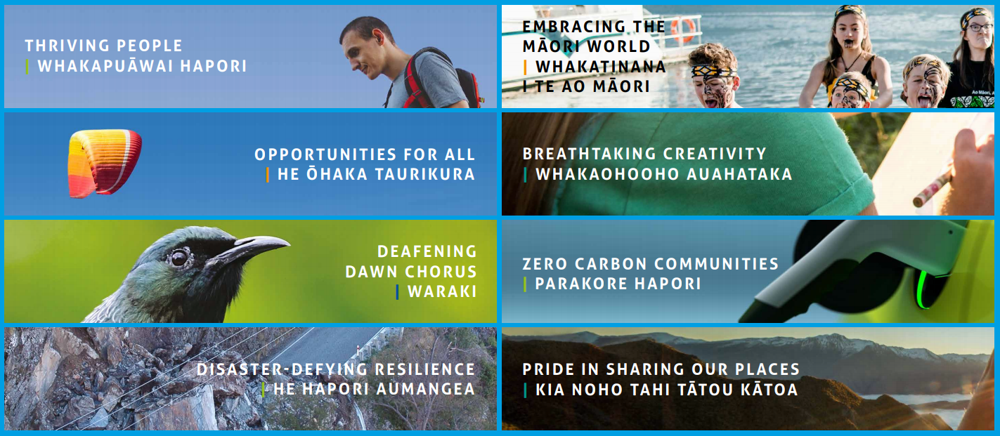 THRIVING PEOPLE
| WHAKAPUĀWAI HAPORI
EMBRACING THE
MĀORI WORLD
| WHAKATINANA
I TE AO MĀORI
Ao Māori,
OPPORTUNITIES FOR ALL
| HE ŌHAKA TAURIKURA
BREATHTAKING CREATIVITY
| WHAKAOHOOHO AUAHATAKA
DEAFENING
DAWN CHORUS
| WARAKI
ZERO CARBON COMMUNITIES
| PARAKORE HAPORI
DISASTER-DEFYING RESILIENCE
| HE HAPORI AUMANGEA
PRIDE IN SHARING OUR PLACES
| KIA NOHO TAHI TĀTOU KĀTOA